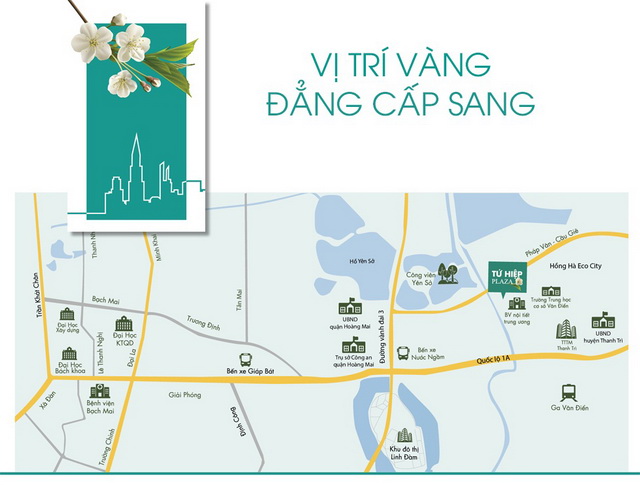 VỊ TRÍ VÀNG
ĐẲNG CẤP SANG
Trần Khát Chân
Thanh Nh
Minh Khai
Bạch Mai
Tân Mai
Trương Định
Đại Học
Xây dựng
Đại Học
KTQD
Đại Học
Bách khoa
Lê Thanh Nghị
Đại La
Xã Đàn
Bệnh viện
Bạch Mai
Giải Phóng
Trường Chinh
Bến xe Giáp Bát
Định Công
Hồ Yên Sở
UBND
quận Hoàng Mai
Trụ sở Công an
quận Hoàng Mai
Đường vành đai 3
Công viên
Yên Sở
Bến xe
Nước Ngầm
Khu đô thị
Linh Đàm
Pháp Vân - Cầu Giẽ
TỨ HIỆP
PLAZA
Hồng Hà Eco City
BV nội tiết
trung ương
Trường Trung học
cơ sở Văn Điển
TTTM
Thanh Trì
UBND
huyện Thanh Trì
Quốc lộ 1A
Ga Văn Điển